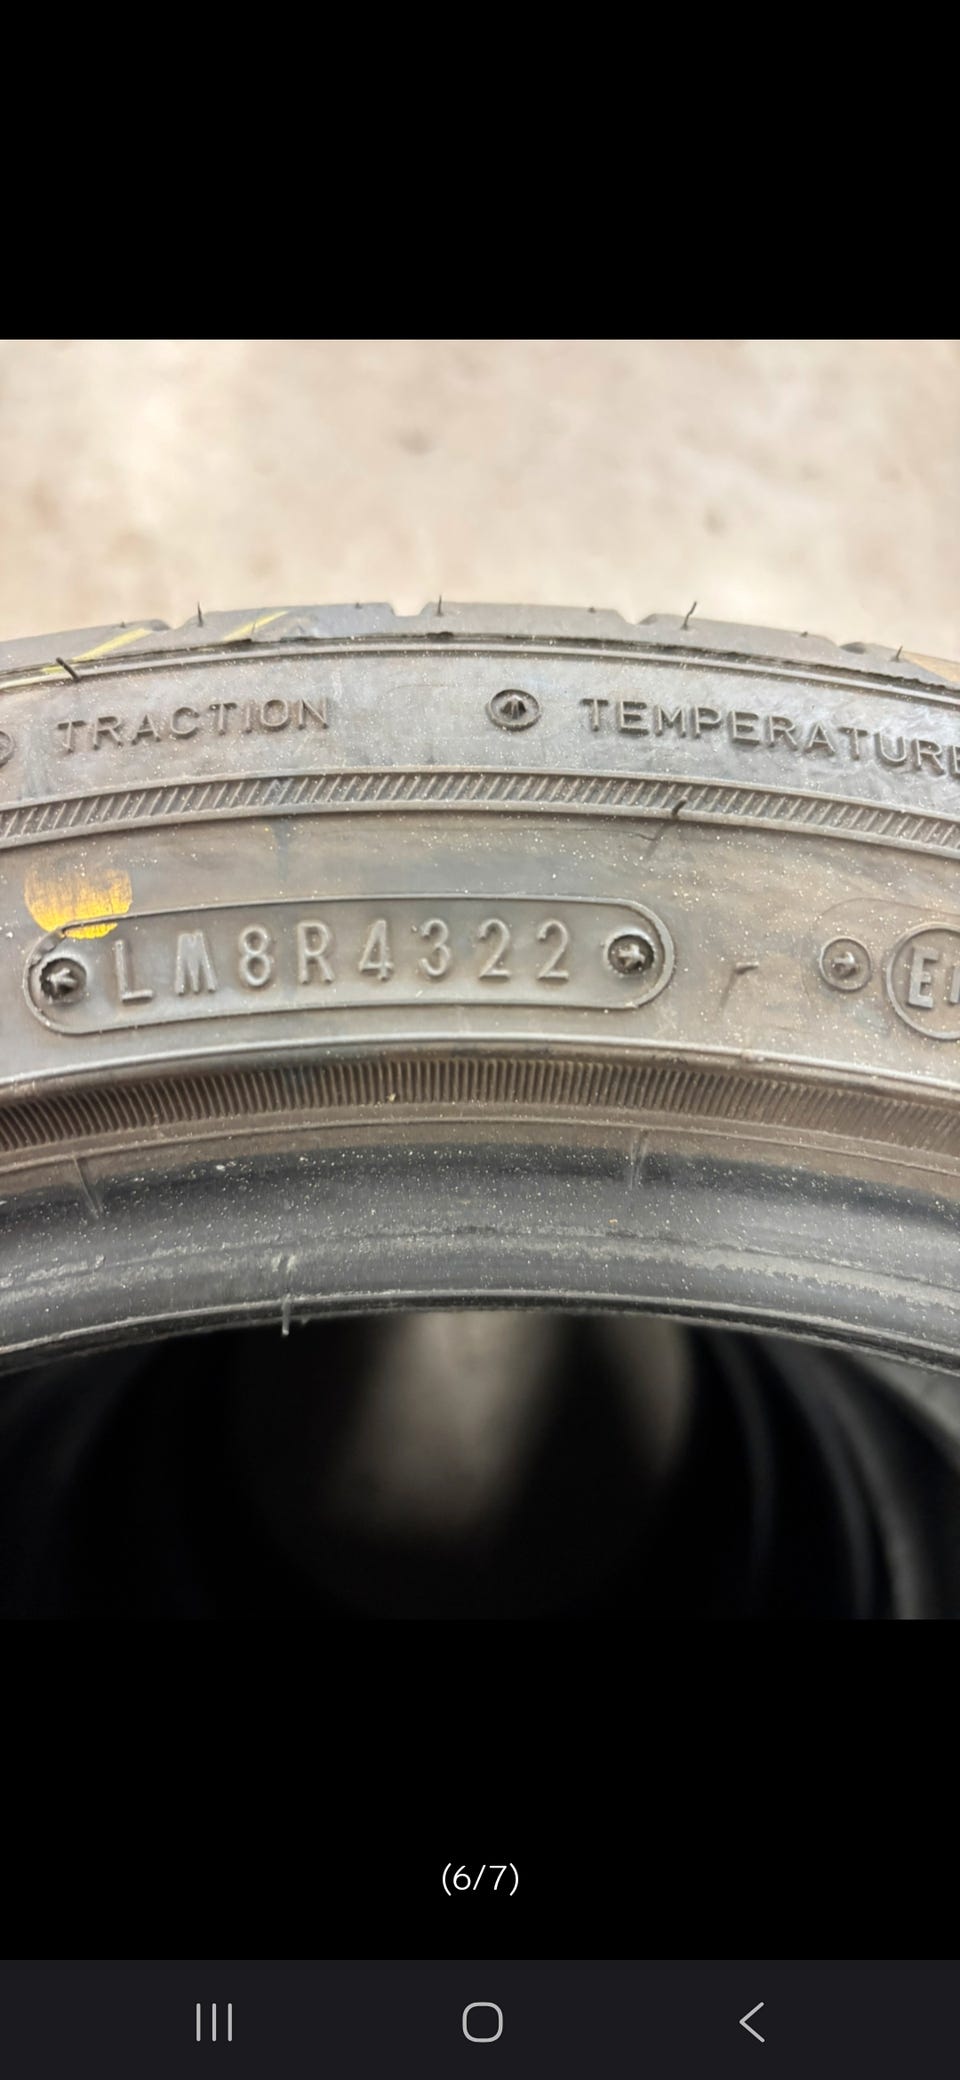 TRACTION TEMPERATURE
LM8R4322
(6/7)